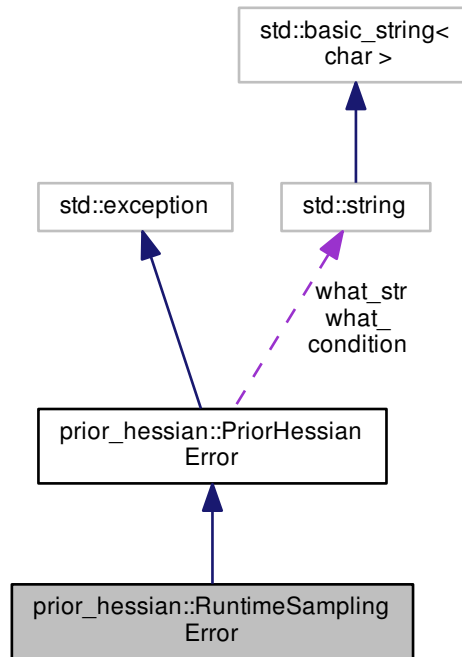 std::basic_string<
char >
std::exception
std::string
what_str
what_
condition
prior_hessian::PriorHessian
Error
prior_hessian::RuntimeSampling
Error